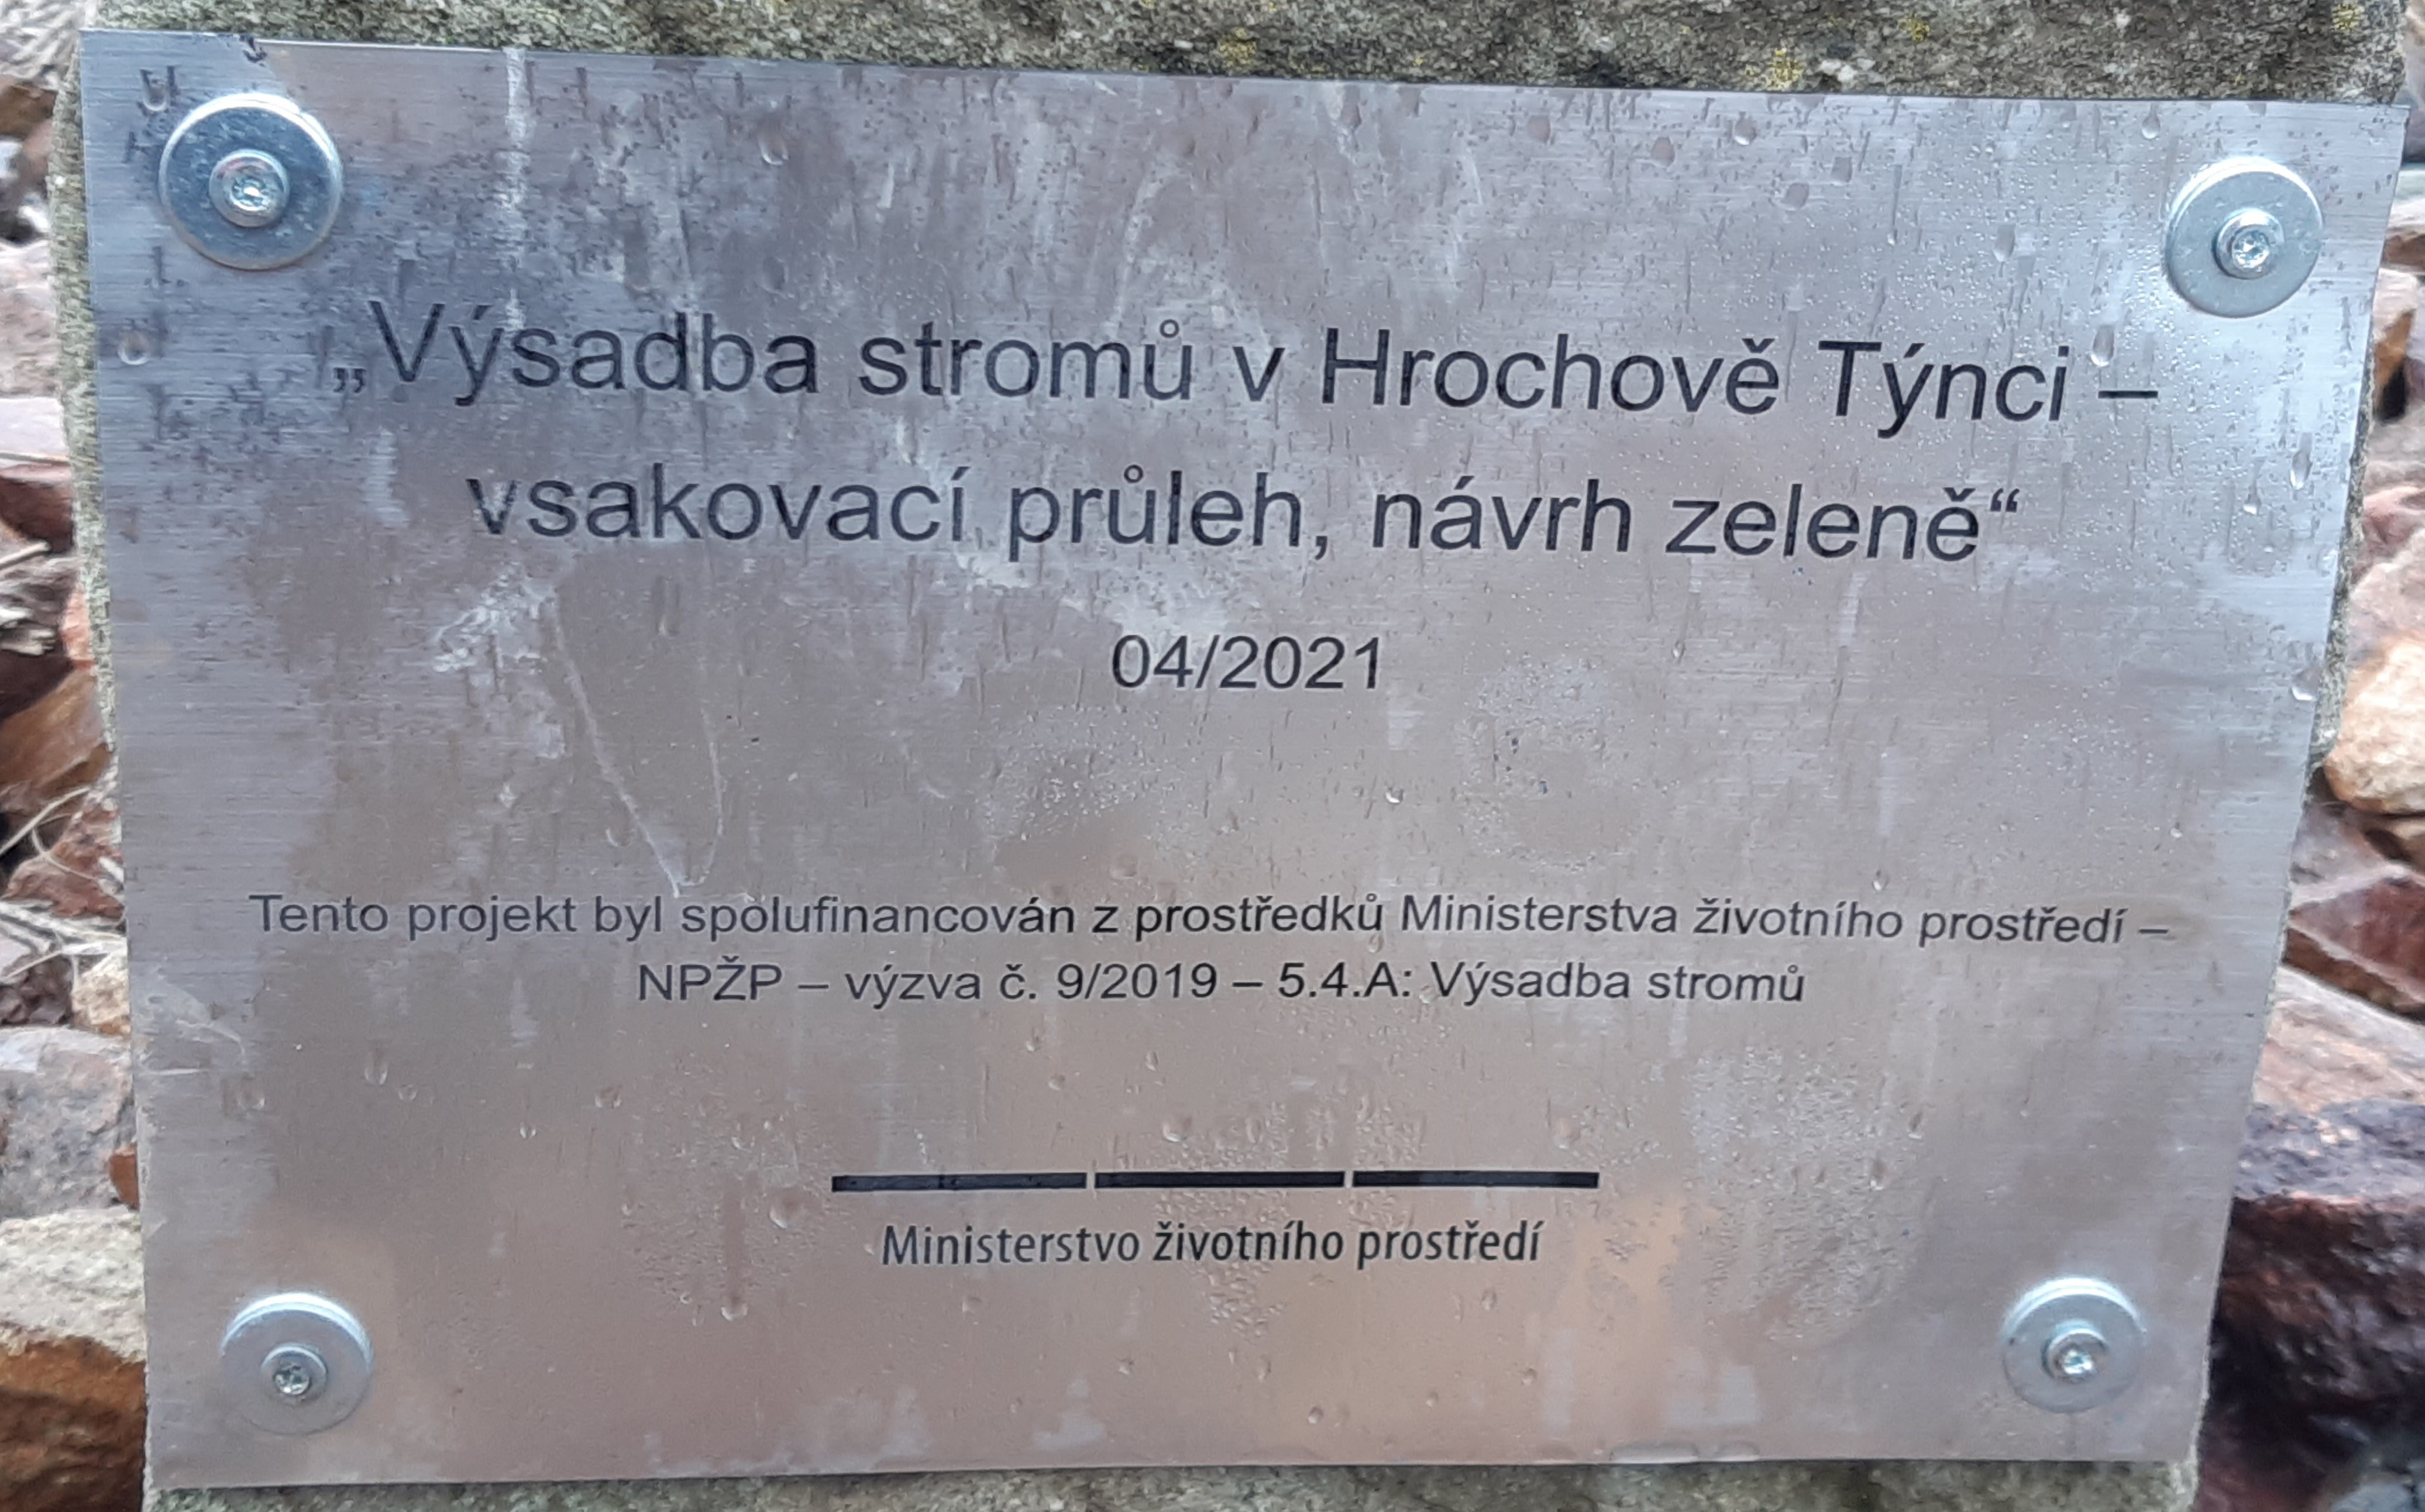 „Výsadba stromů v Hrochově Týnci –
vsakovací průleh, návrh zeleně“
04/2021
Tento projekt byl spolufinancován z prostředků Ministerstva životního prostředí –
NPŽP – výzva č. 9/2019 – 5.4.A: Výsadba stromů
Ministerstvo životního prostředí